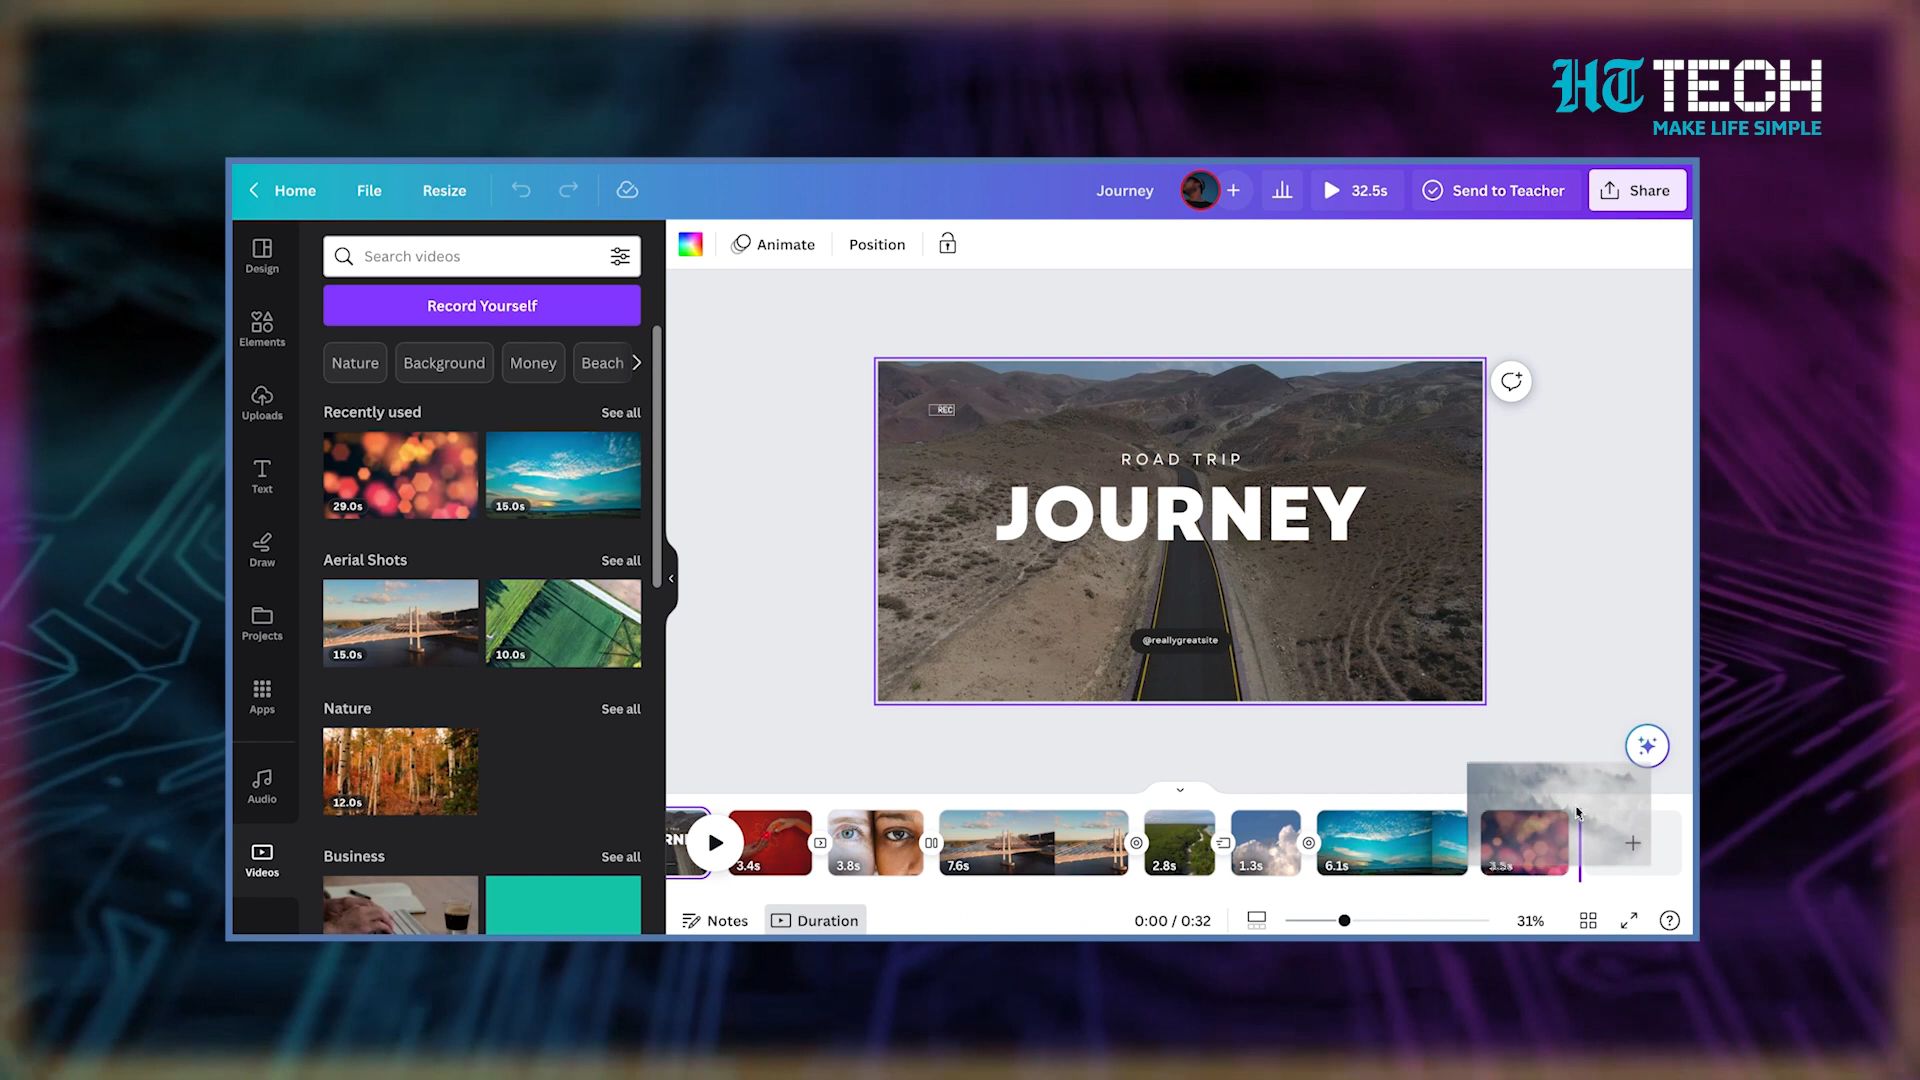 HT TECH
MAKE LIFE SIMPLE
Home File Resize Journey 32.5s Send to Teacher Share
Design
Elements
Uploads
Text
Draw
Projects
Apps
Audio
Videos
Search videos
Record Yourself
Nature Background Money Beach
Recently used See all
29.0s 15.0s
Aerial Shots See all
15.0s 10.0s
Nature See all
12.0s
Business See all
Animate Position
REC
ROAD TRIP
JOURNEY
@reallygreatsite
RN 3.4s 3.8s 7.6s 2.8s 1.3s 6.1s
Notes Duration 0:00 / 0:32 31%